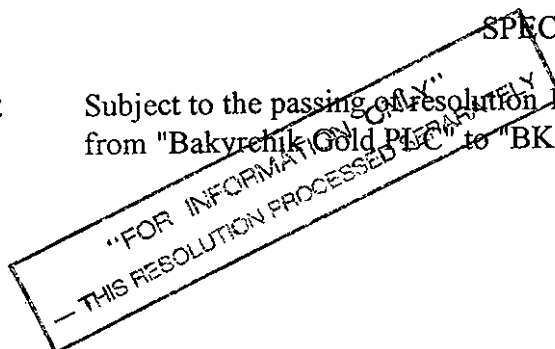 SPEC
Subject to the passing of resolution
from "Bakyrchik Gold PLC" to "BK
"FOR INFORMATION ONLY"
— THIS RESOLUTION PROCESSED SEPARATELY